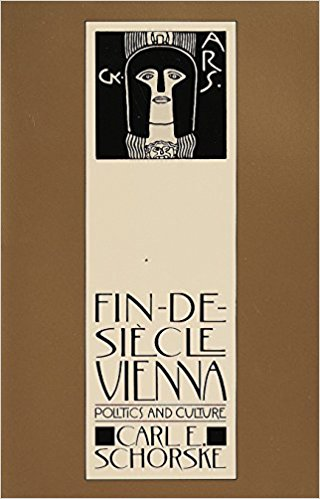 GK.
ARS.
FIN-DE-
SIÈCLE
VIENNA
POLITICS AND CULTURE
CARL E.
SCHORSKE